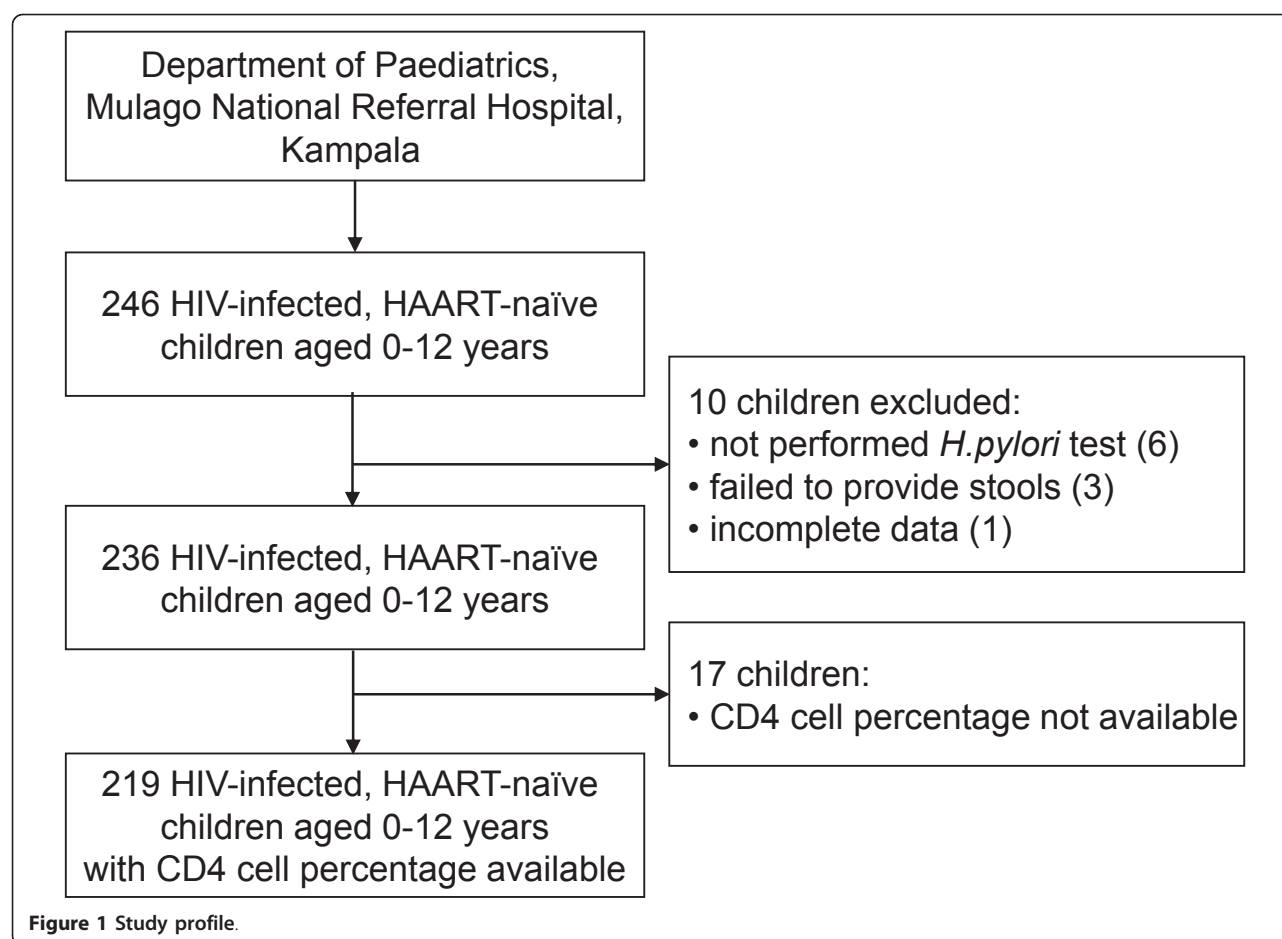 Department of Paediatrics,
Mulago National Referral Hospital,
Kampala
246 HIV-infected, HAART-naïve
children aged 0-12 years
10 children excluded:
• not performed H.pylori test (6)
• failed to provide stools (3)
• incomplete data (1)
236 HIV-infected, HAART-naïve
children aged 0-12 years
17 children:
• CD4 cell percentage not available
219 HIV-infected, HAART-naïve
children aged 0-12 years
with CD4 cell percentage available
Figure 1 Study profile.